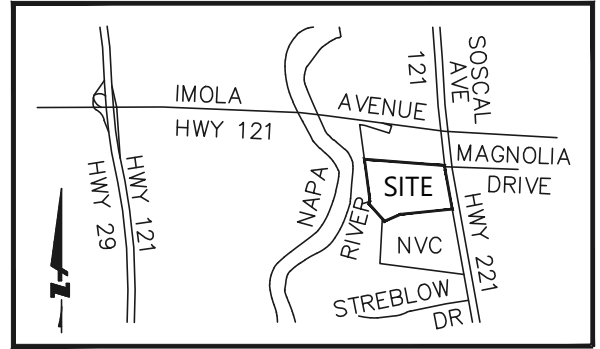 IMOLA
AVENUE
HWY 121
121
SOSCAL
AVE
MAGNOLIA
DRIVE
SITE
NAPA
RIVER
HWY 29
HWY 121
NVC
HWY 221
STREBLOW
DR
N